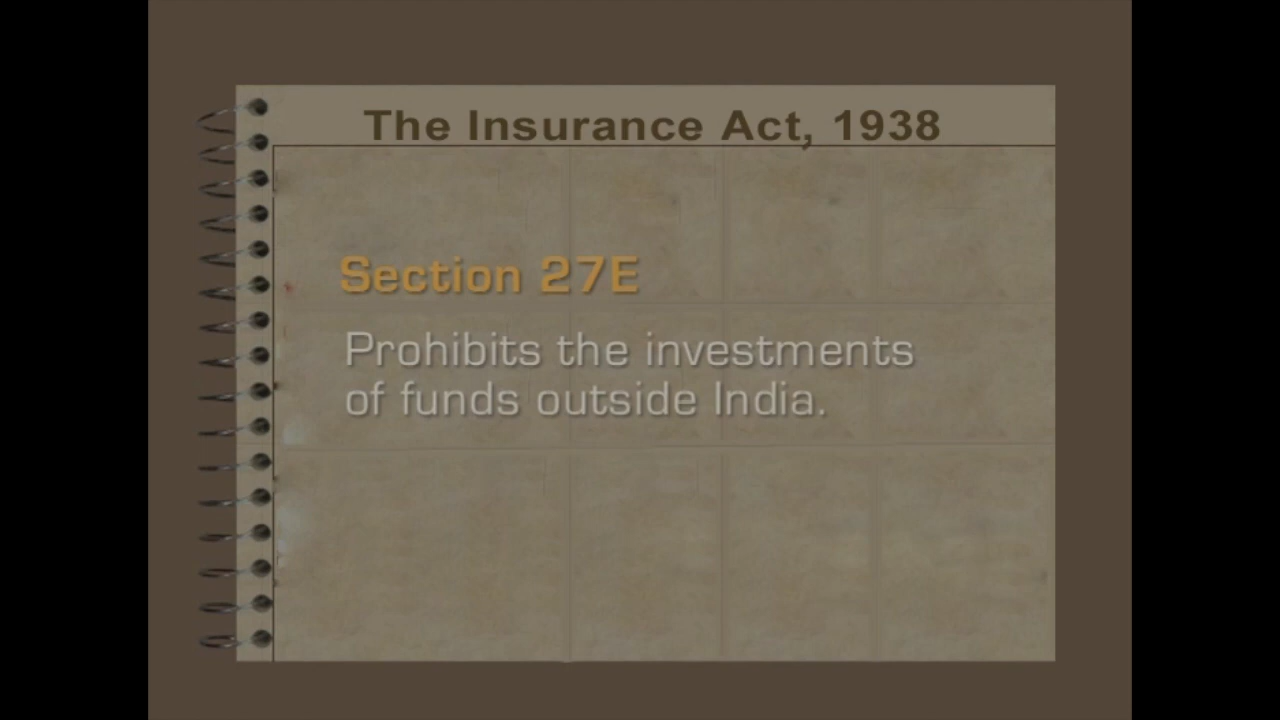 The Insurance Act, 1938
Section 27E
Prohibits the investments
of funds outside India.